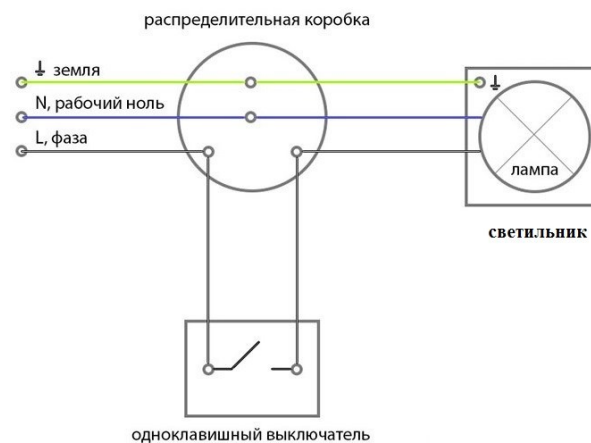 распределительная коробка
земля
N, рабочий ноль
L, фаза
лампа
светильник
одноклавишный выключатель